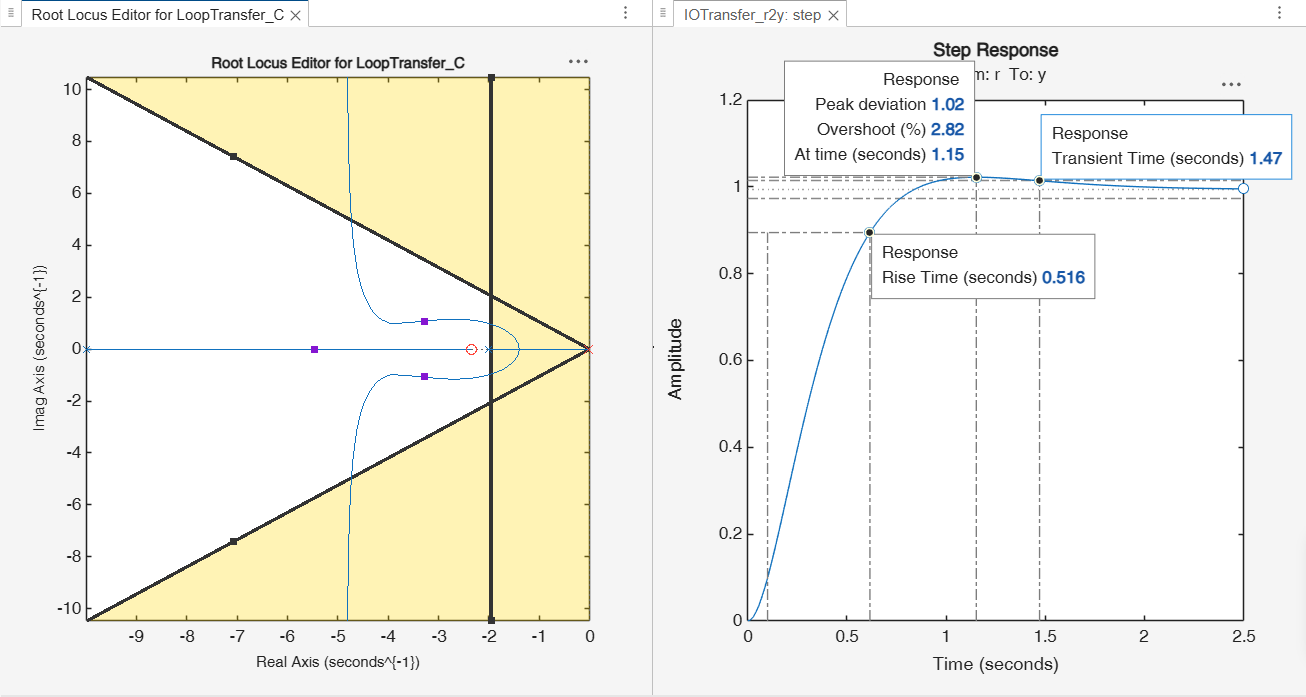 Root Locus Editor for LoopTransfer_C
Root Locus Editor for LoopTransfer_C
10
8
6
4
2
0
-2
-4
-6
-8
-10
Imag Axis (seconds^{-1})
-9 -8 -7 -6 -5 -4 -3 -2 -1 0
Real Axis (seconds^{-1})
IOTransfer_r2y: step
Step Response
m: r To: y
Response
Peak deviation 1.02
Overshoot (%) 2.82
At time (seconds) 1.15
Response
Transient Time (seconds) 1.47
Response
Rise Time (seconds) 0.516
1.2
1
0.8
0.6
0.4
0.2
0
Amplitude
0 0.5 1 1.5 2 2.5
Time (seconds)